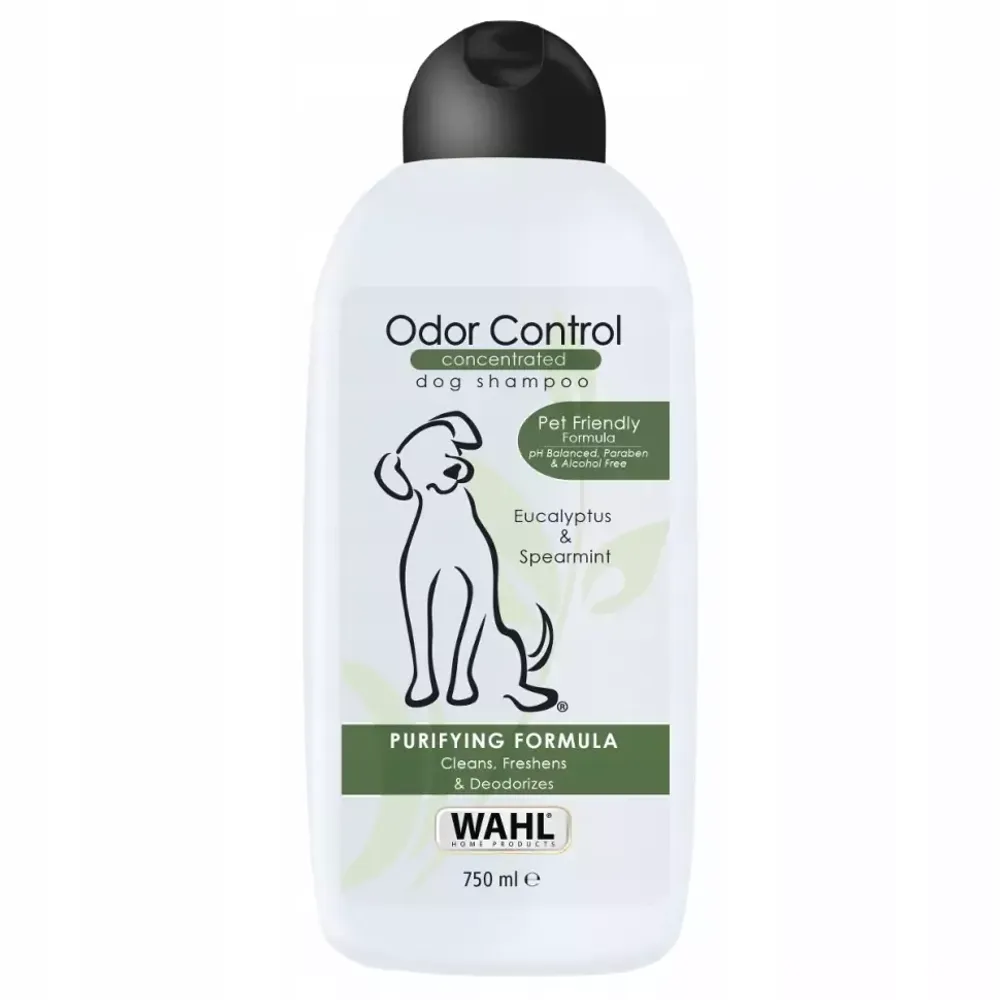 Odor Control
concentrated
dog shampoo
Pet Friendly
Formula
pH Balanced, Paraben
& Alcohol Free
Eucalyptus
&
Spearmint
®
PURIFYING FORMULA
Cleans, Freshens
& Deodorizes
WAHL®
HOME PRODUCTS
750 ml ℮